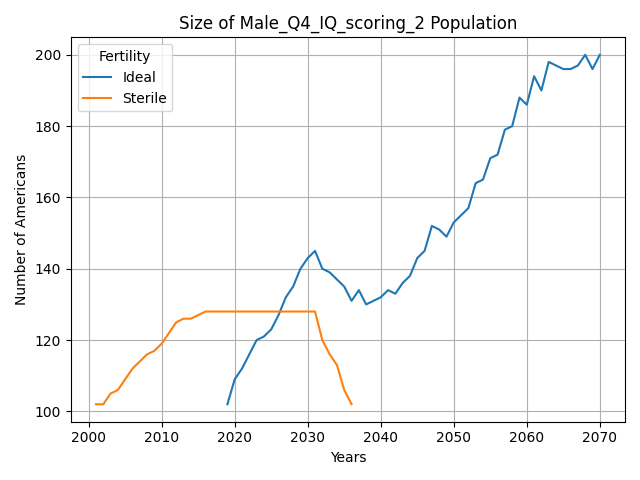 Size of Male_Q4_IQ_scoring_2 Population
Fertility
Ideal
Sterile
Number of Americans
200
180
160
140
120
100
2000 2010 2020 2030 2040 2050 2060 2070
Years